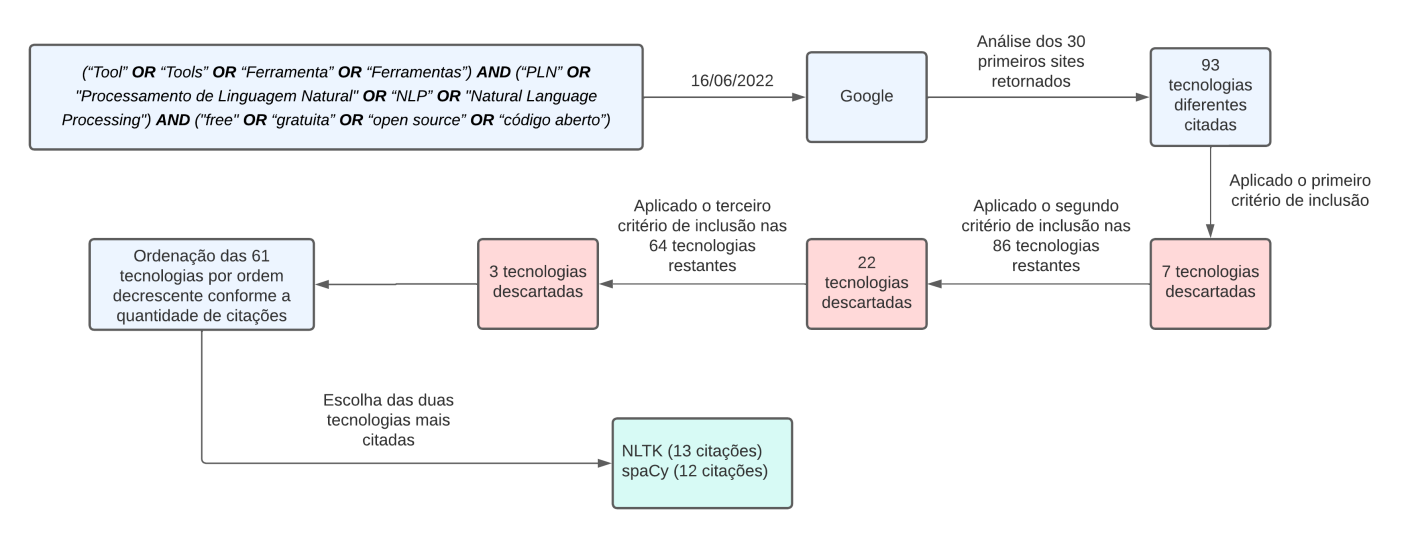 (“Tool” OR “Tools” OR “Ferramenta” OR “Ferramentas”) AND (“PLN” OR
"Processamento de Linguagem Natural" OR “NLP” OR "Natural Language
Processing") AND ("free" OR “gratuita” OR “open source” OR “código aberto”)
16/06/2022
Google
Análise dos 30
primeiros sites
retornados
93
tecnologias
diferentes
citadas
Aplicado o primeiro
critério de inclusão
7 tecnologias
descartadas
Aplicado o segundo
critério de inclusão nas
86 tecnologias
restantes
22
tecnologias
descartadas
Aplicado o terceiro
critério de inclusão nas
64 tecnologias
restantes
3 tecnologias
descartadas
Ordenação das 61
tecnologias por ordem
decrescente conforme a
quantidade de citações
Escolha das duas
tecnologias mais
citadas
NLTK (13 citações)
spaCy (12 citações)